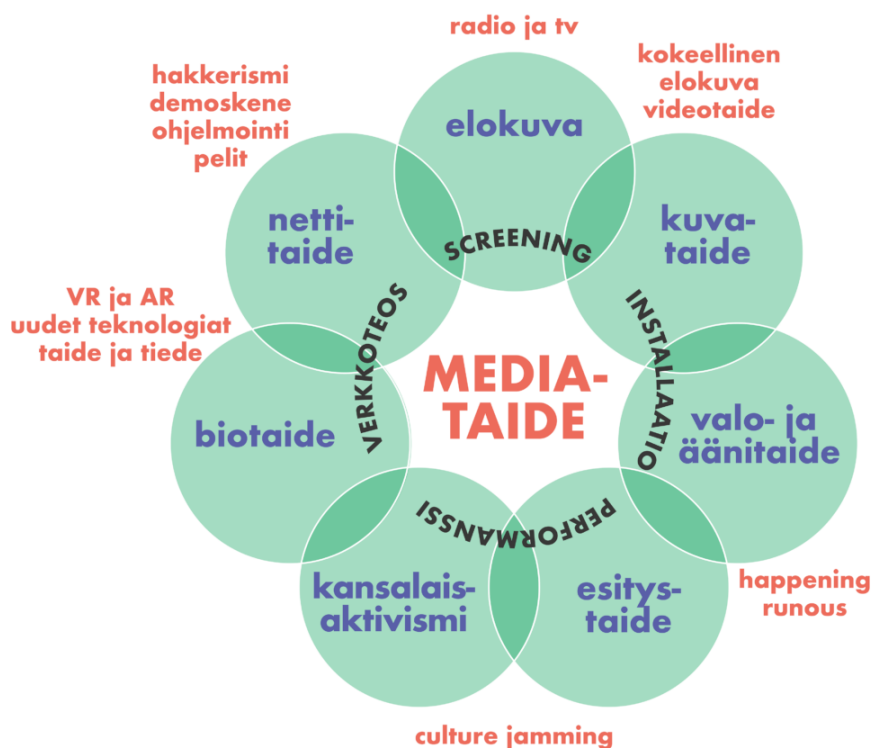 radio ja tv
kokeellinen
elokuva
videotaide
hakkerismi
demoskene
ohjelmointi
pelit
elokuva
netti-
taide
kuva-
taide
SCREENING
VR ja AR
uudet teknologiat
taide ja tiede
VERKKOTEOS
INSTALLAATIO
MEDIA-
TAIDE
biotaide
valo- ja
äänitaide
PERFORMANSSI
kansalais-
aktivismi
esitys-
taide
happening
runous
culture jamming